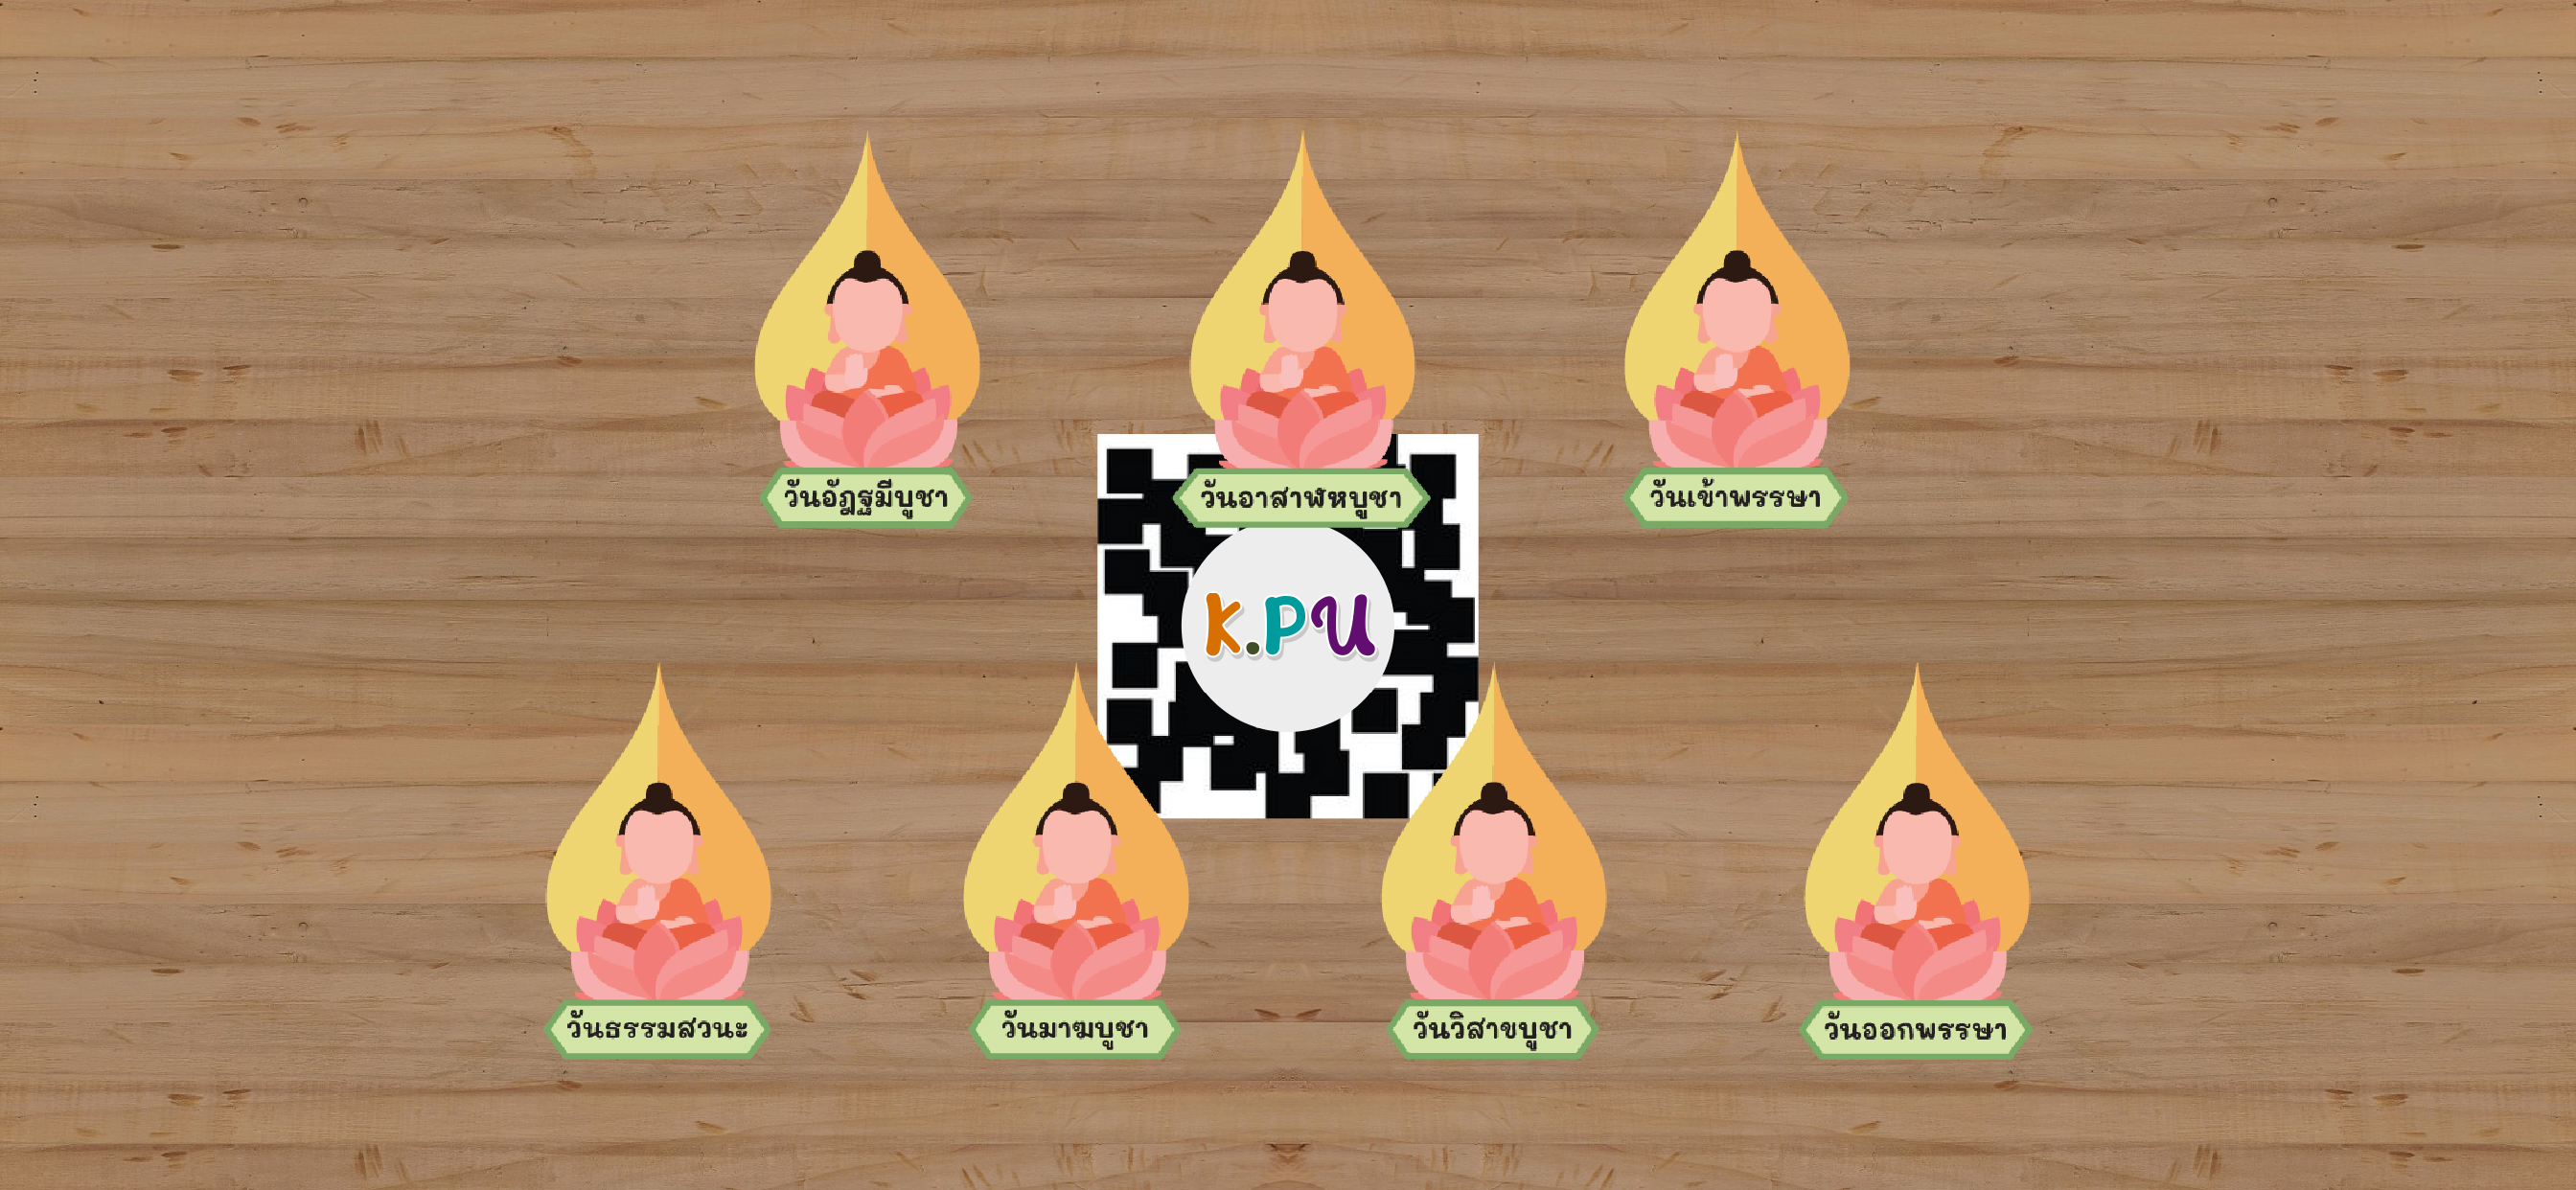 วันอัฏฐมีบูชา
วันอาสาฬหบูชา
วันเข้าพรรษา
K.PU
วันธรรมสวนะ
วันมาฆบูชา
วันวิสาขบูชา
วันออกพรรษา